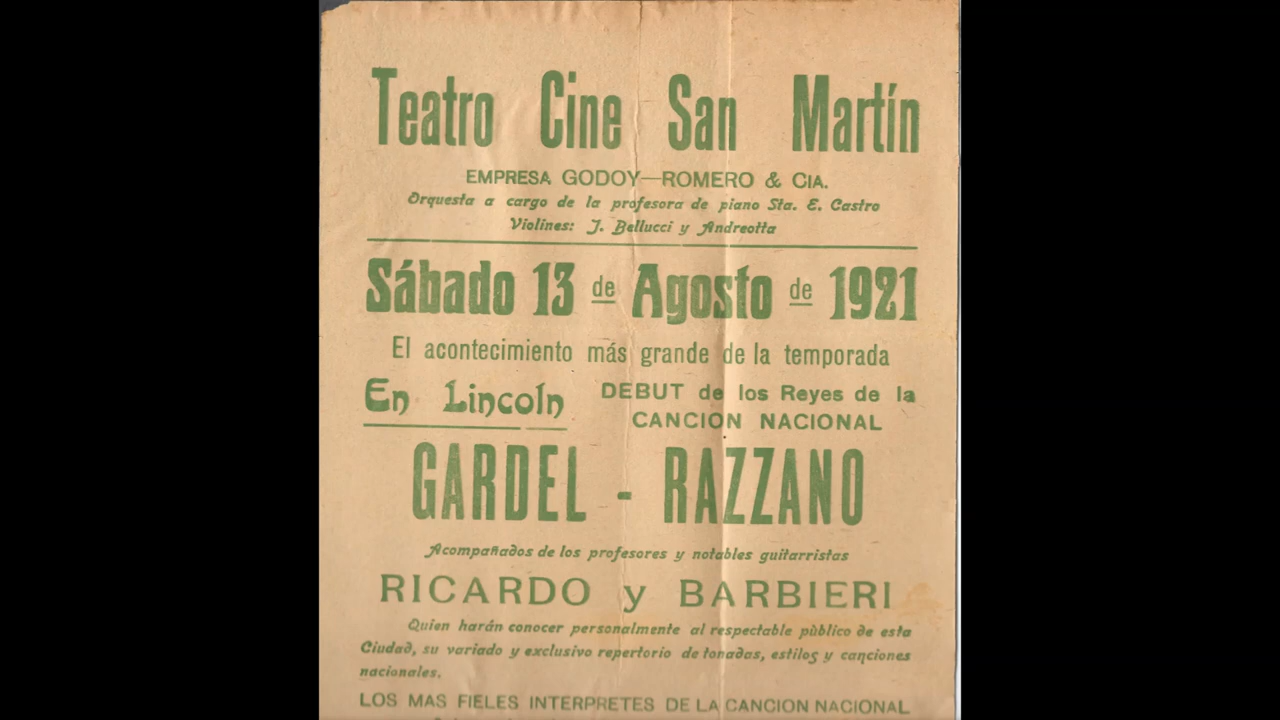 Teatro Cine San Martín
EMPRESA GODOY—ROMERO & CIA.
Orquesta a cargo de la profesora de piano Sta. E. Castro
Violines: J. Bellucci y Andreotta
Sábado 13 de Agosto de 1921
El acontecimiento más grande de la temporada
En Lincoln
DEBUT de los Reyes de la
CANCION NACIONAL
GARDEL - RAZZANO
Acompañados de los profesores y notables guitarristas
RICARDO y BARBIERI
Quien harán conocer personalmente al respectable pùblico de esta
Ciudad, su variado y exclusivo repertorio de tonadas, estilos y canciones
nacionales.
LOS MAS FIELES INTERPRETES DE LA CANCION NACIONAL